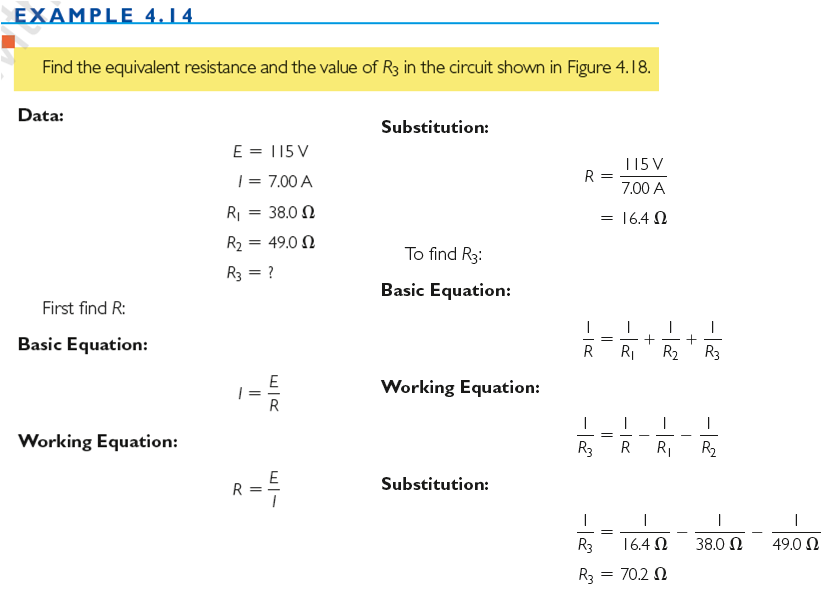 EXAMPLE 4.14
Find the equivalent resistance and the value of R₃ in the circuit shown in Figure 4.18.
Data:
E = 115 V
I = 7.00 A
R₁ = 38.0 Ω
R₂ = 49.0 Ω
R₃ = ?
First find R:
Basic Equation:
I = E/R
Working Equation:
R = E/I
Substitution:
R = 115 V/7.00 A
= 16.4 Ω
To find R₃:
Basic Equation:
1/R = 1/R₁ + 1/R₂ + 1/R₃
Working Equation:
1/R₃ = 1/R − 1/R₁ − 1/R₂
Substitution:
1/R₃ = 1/16.4 Ω − 1/38.0 Ω − 1/49.0 Ω
R₃ = 70.2 Ω